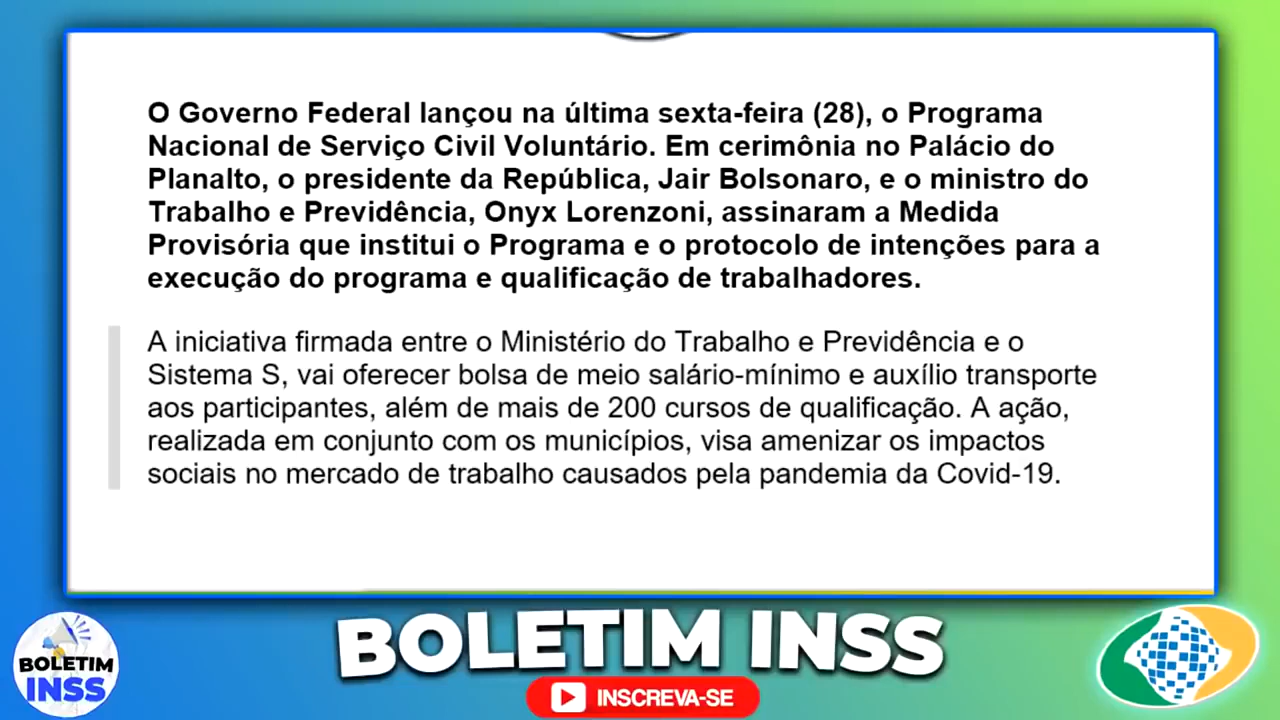 O Governo Federal lançou na última sexta-feira (28), o Programa
Nacional de Serviço Civil Voluntário. Em cerimônia no Palácio do
Planalto, o presidente da República, Jair Bolsonaro, e o ministro do
Trabalho e Previdência, Onyx Lorenzoni, assinaram a Medida
Provisória que institui o Programa e o protocolo de intenções para a
execução do programa e qualificação de trabalhadores.
A iniciativa firmada entre o Ministério do Trabalho e Previdência e o
Sistema S, vai oferecer bolsa de meio salário-mínimo e auxílio transporte
aos participantes, além de mais de 200 cursos de qualificação. A ação,
realizada em conjunto com os municípios, visa amenizar os impactos
sociais no mercado de trabalho causados pela pandemia da Covid-19.
BOLETIM INSS
INSCREVA-SE
BOLETIM
INSS